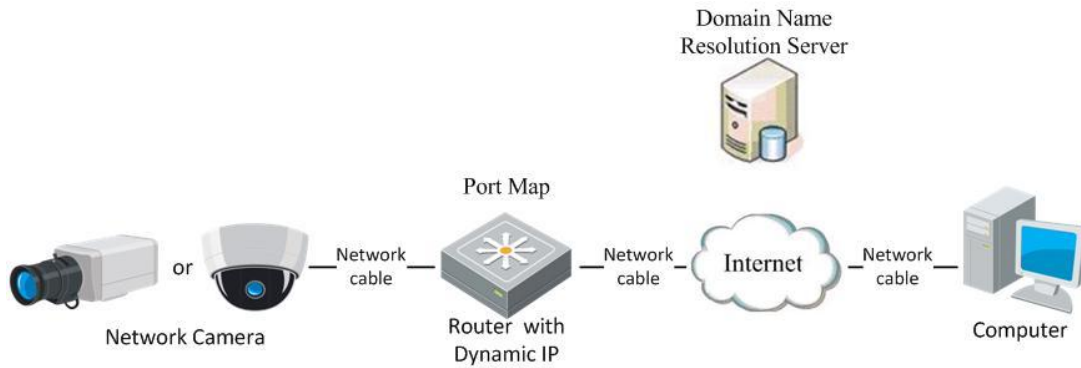 Domain Name
Resolution Server
Port Map
or
Network
cable
Network
cable
Internet
Network
cable
Network Camera
Router with
Dynamic IP
Computer